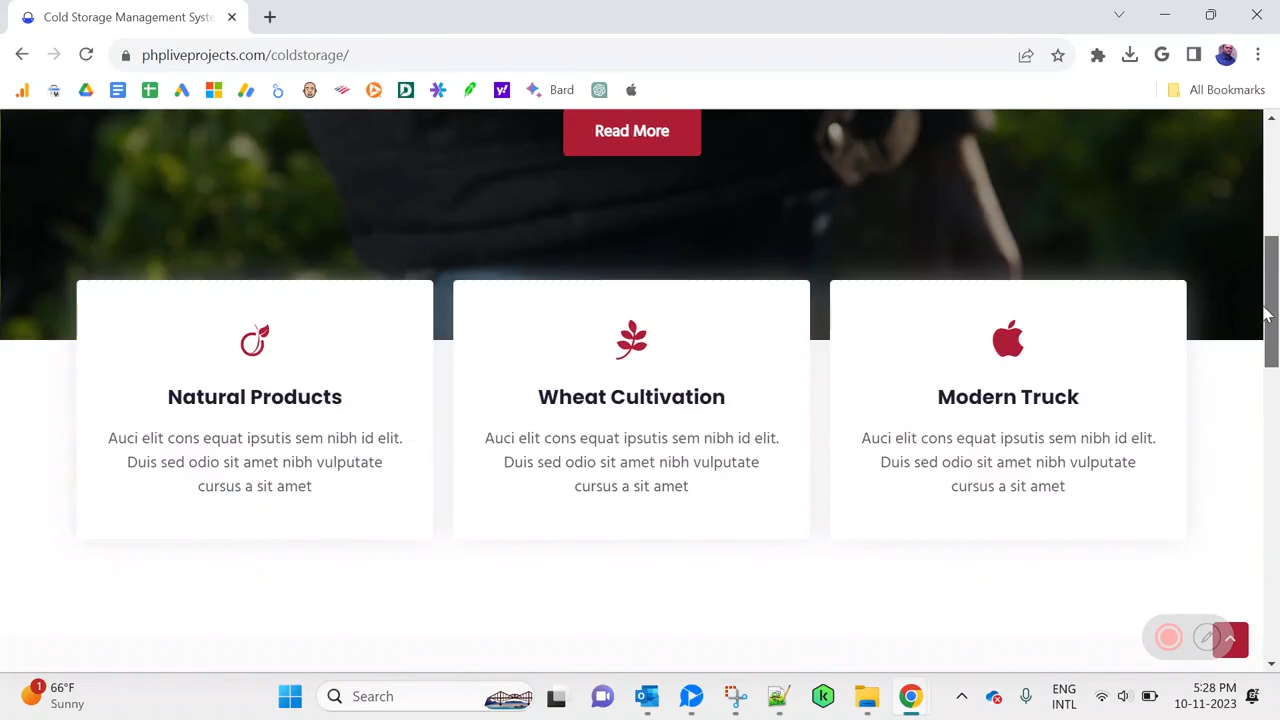 Cold Storage Management Syste
phpliveprojects.com/coldstorage/
Bard
All Bookmarks
Read More
Natural Products
Auci elit cons equat ipsutis sem nibh id elit.
Duis sed odio sit amet nibh vulputate
cursus a sit amet
Wheat Cultivation
Auci elit cons equat ipsutis sem nibh id elit.
Duis sed odio sit amet nibh vulputate
cursus a sit amet
Modern Truck
Auci elit cons equat ipsutis sem nibh id elit.
Duis sed odio sit amet nibh vulputate
cursus a sit amet
1
66°F
Sunny
Search
ENG
INTL
5:28 PM
10-11-2023